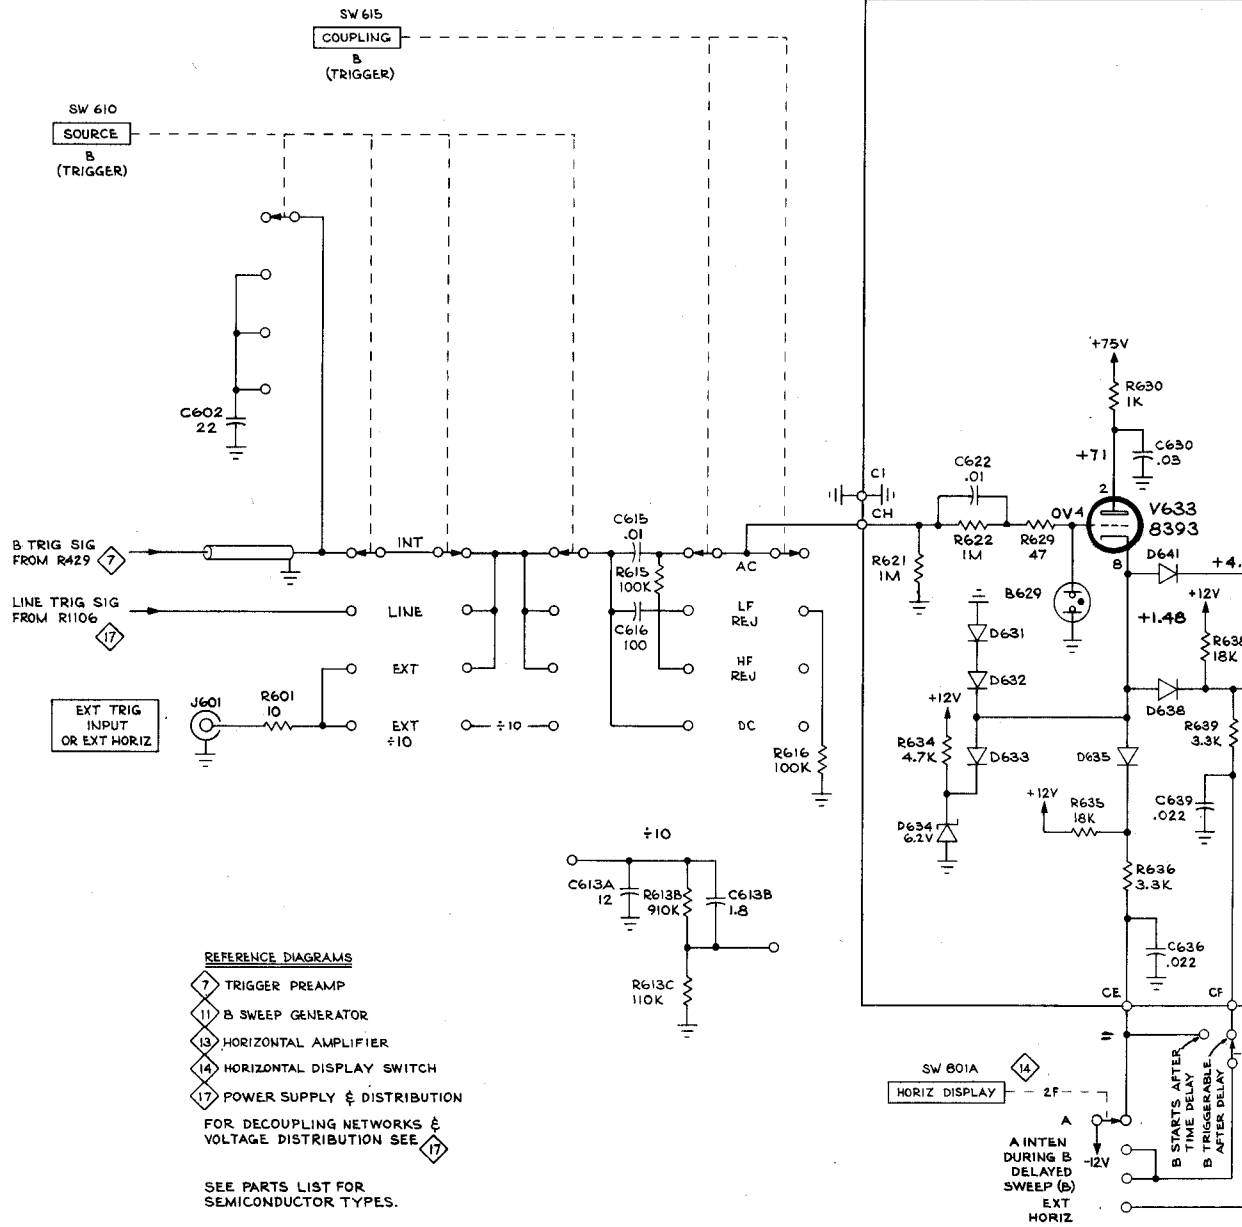 SW 615
COUPLING
B
(TRIGGER)
SW 610
SOURCE
B
(TRIGGER)
C602
22
B TRIG SIG
FROM R429
7
LINE TRIG SIG
FROM R1106
17
EXT TRIG
INPUT
OR EXT HORIZ
J601
R601
10
INT
LINE
EXT
EXT
÷10
÷10
C615
.01
R615
100K
C616
100
AC
LF
REJ
HF
REJ
DC
R616
100K
÷10
C613A
12
R613B
910K
C613B
1.8
R613C
110K
C1
CH
R621
1M
C622
.01
R622
1M
R629
47
B629
+75V
R630
1K
+71
C630
.03
2
0V 4
V633
8393
8
D641
+4.
+12V
+1.48
R638
18K
D631
D632
D638
+12V
R634
4.7K
D633
D635
R639
3.3K
D634
6.2V
+12V
R635
18K
C639
.022
R636
3.3K
C636
.022
CE
CF
SW 801A
14
HORIZ DISPLAY
2F
A
-12V
A INTEN
DURING B
DELAYED
SWEEP (B)
EXT
HORIZ
B STARTS AFTER
TIME DELAY
B TRIGGERABLE
AFTER DELAY
REFERENCE DIAGRAMS
7 TRIGGER PREAMP
11 B SWEEP GENERATOR
13 HORIZONTAL AMPLIFIER
14 HORIZONTAL DISPLAY SWITCH
17 POWER SUPPLY & DISTRIBUTION
FOR DECOUPLING NETWORKS &
VOLTAGE DISTRIBUTION SEE 17
SEE PARTS LIST FOR
SEMICONDUCTOR TYPES.